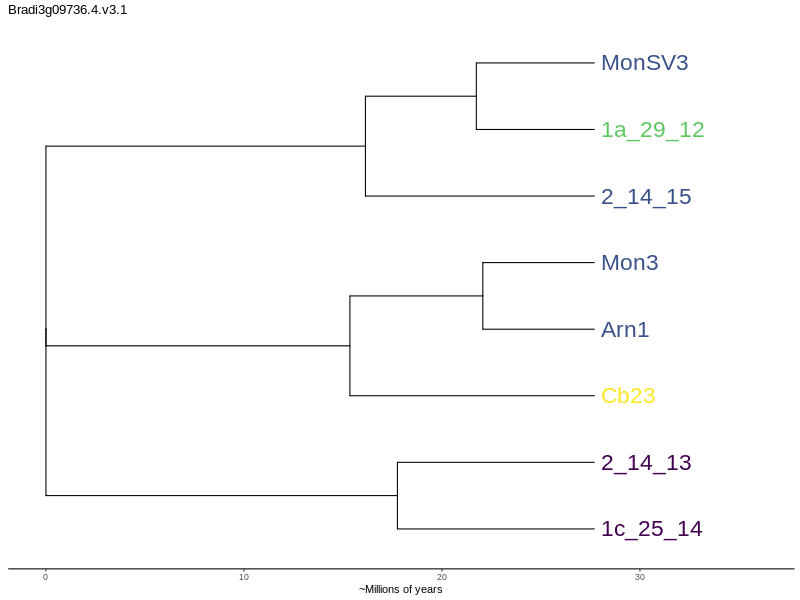 Bradi3g09736.4.v3.1
MonSV3
1a_29_12
2_14_15
Mon3
Arn1
Cb23
2_14_13
1c_25_14
0 10 20 30
~Millions of years